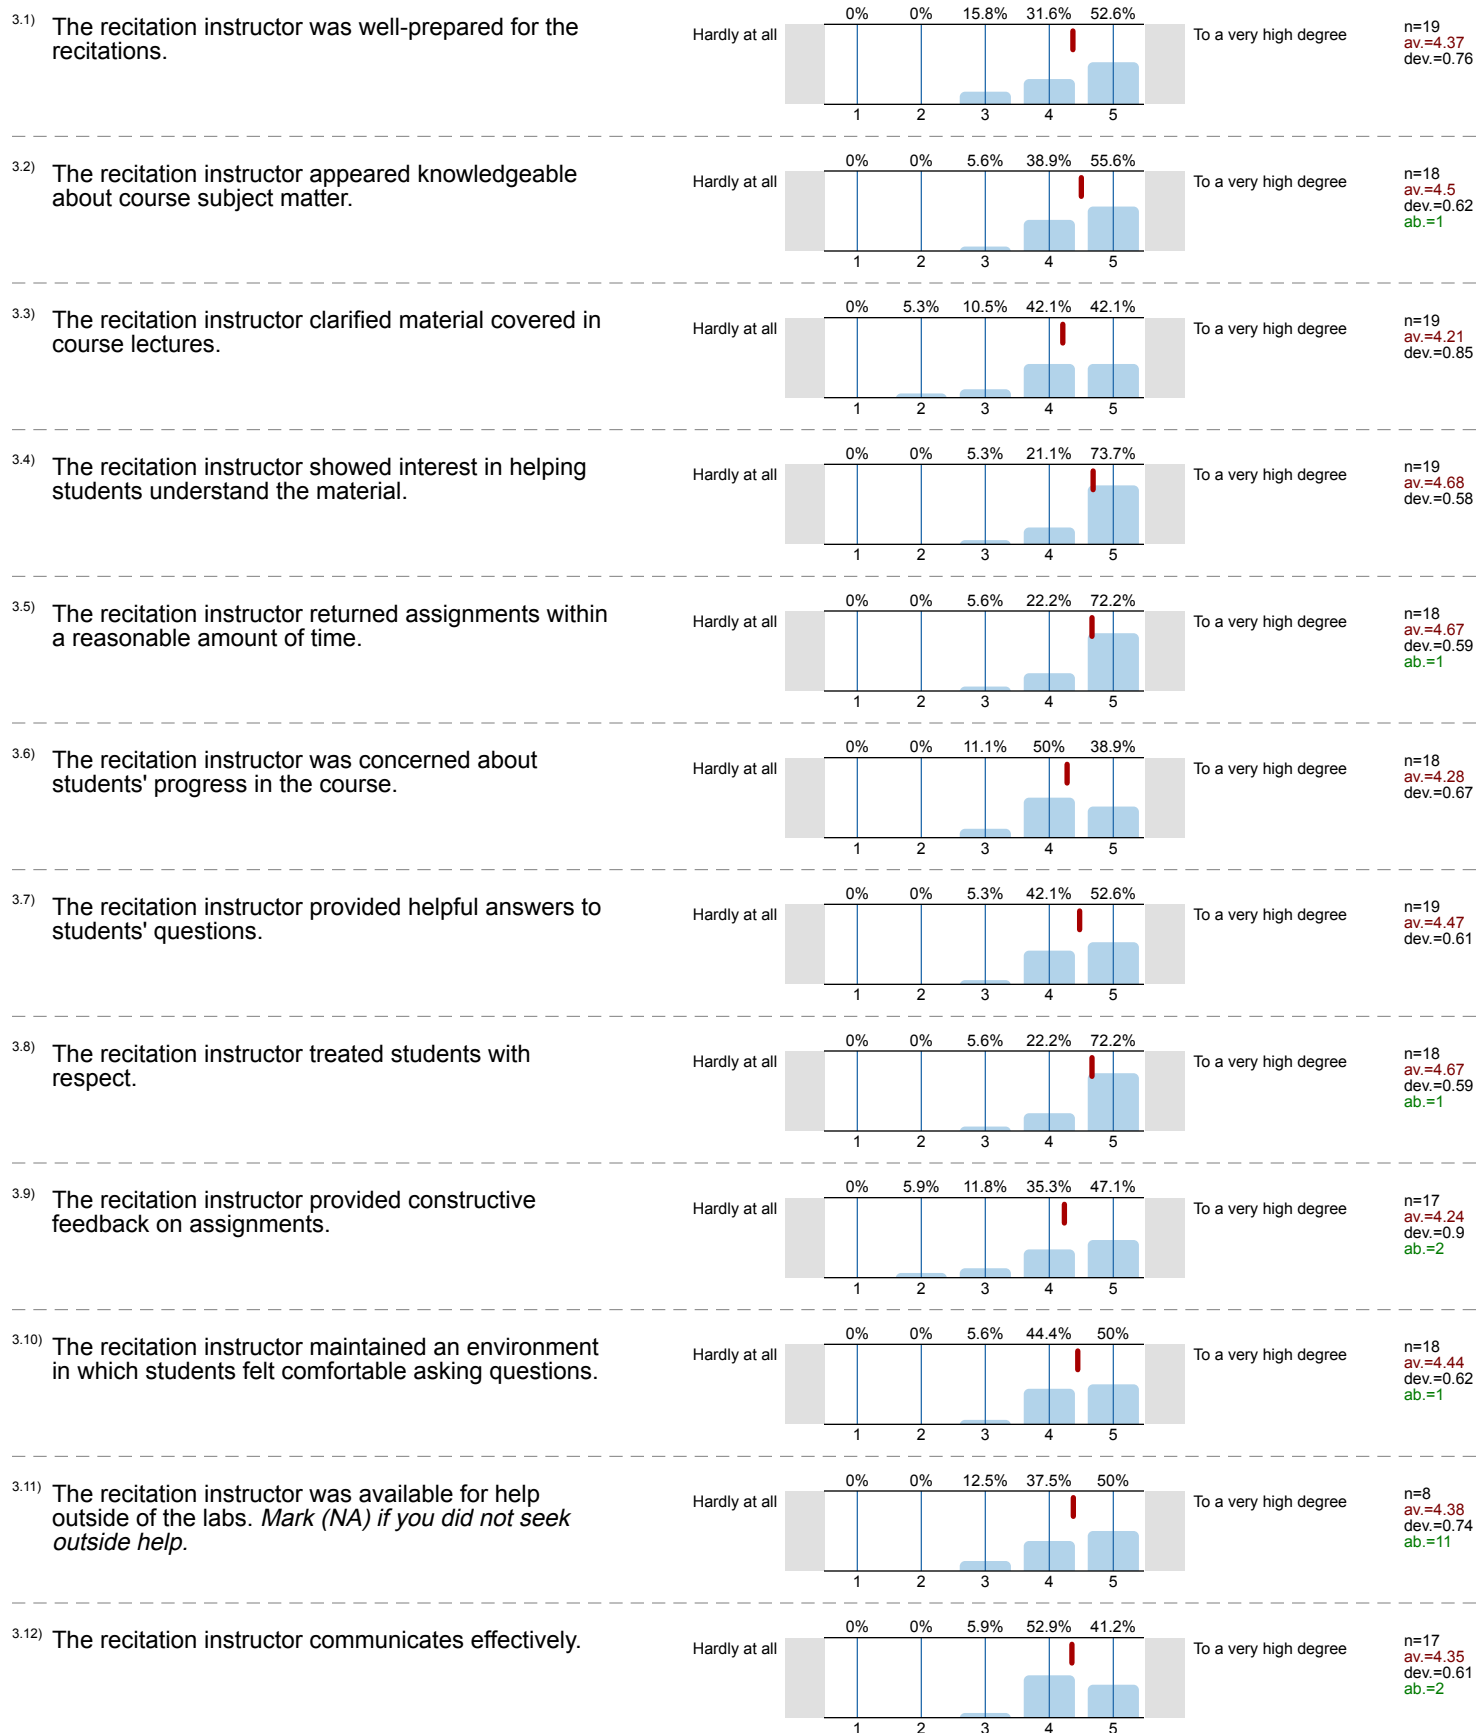 3.1) The recitation instructor was well-prepared for the
recitations.
Hardly at all
0% 0% 15.8% 31.6% 52.6%
1 2 3 4 5
To a very high degree
n=19
av.=4.37
dev.=0.76
3.2) The recitation instructor appeared knowledgeable
about course subject matter.
Hardly at all
0% 0% 5.6% 38.9% 55.6%
1 2 3 4 5
To a very high degree
n=18
av.=4.5
dev.=0.62
ab.=1
3.3) The recitation instructor clarified material covered in
course lectures.
Hardly at all
0% 5.3% 10.5% 42.1% 42.1%
1 2 3 4 5
To a very high degree
n=19
av.=4.21
dev.=0.85
3.4) The recitation instructor showed interest in helping
students understand the material.
Hardly at all
0% 0% 5.3% 21.1% 73.7%
1 2 3 4 5
To a very high degree
n=19
av.=4.68
dev.=0.58
3.5) The recitation instructor returned assignments within
a reasonable amount of time.
Hardly at all
0% 0% 5.6% 22.2% 72.2%
1 2 3 4 5
To a very high degree
n=18
av.=4.67
dev.=0.59
ab.=1
3.6) The recitation instructor was concerned about
students' progress in the course.
Hardly at all
0% 0% 11.1% 50% 38.9%
1 2 3 4 5
To a very high degree
n=18
av.=4.28
dev.=0.67
3.7) The recitation instructor provided helpful answers to
students' questions.
Hardly at all
0% 0% 5.3% 42.1% 52.6%
1 2 3 4 5
To a very high degree
n=19
av.=4.47
dev.=0.61
3.8) The recitation instructor treated students with
respect.
Hardly at all
0% 0% 5.6% 22.2% 72.2%
1 2 3 4 5
To a very high degree
n=18
av.=4.67
dev.=0.59
ab.=1
3.9) The recitation instructor provided constructive
feedback on assignments.
Hardly at all
0% 5.9% 11.8% 35.3% 47.1%
1 2 3 4 5
To a very high degree
n=17
av.=4.24
dev.=0.9
ab.=2
3.10) The recitation instructor maintained an environment
in which students felt comfortable asking questions.
Hardly at all
0% 0% 5.6% 44.4% 50%
1 2 3 4 5
To a very high degree
n=18
av.=4.44
dev.=0.62
ab.=1
3.11) The recitation instructor was available for help
outside of the labs. Mark (NA) if you did not seek
outside help.
Hardly at all
0% 0% 12.5% 37.5% 50%
1 2 3 4 5
To a very high degree
n=8
av.=4.38
dev.=0.74
ab.=11
3.12) The recitation instructor communicates effectively.
Hardly at all
0% 0% 5.9% 52.9% 41.2%
1 2 3 4 5
To a very high degree
n=17
av.=4.35
dev.=0.61
ab.=2